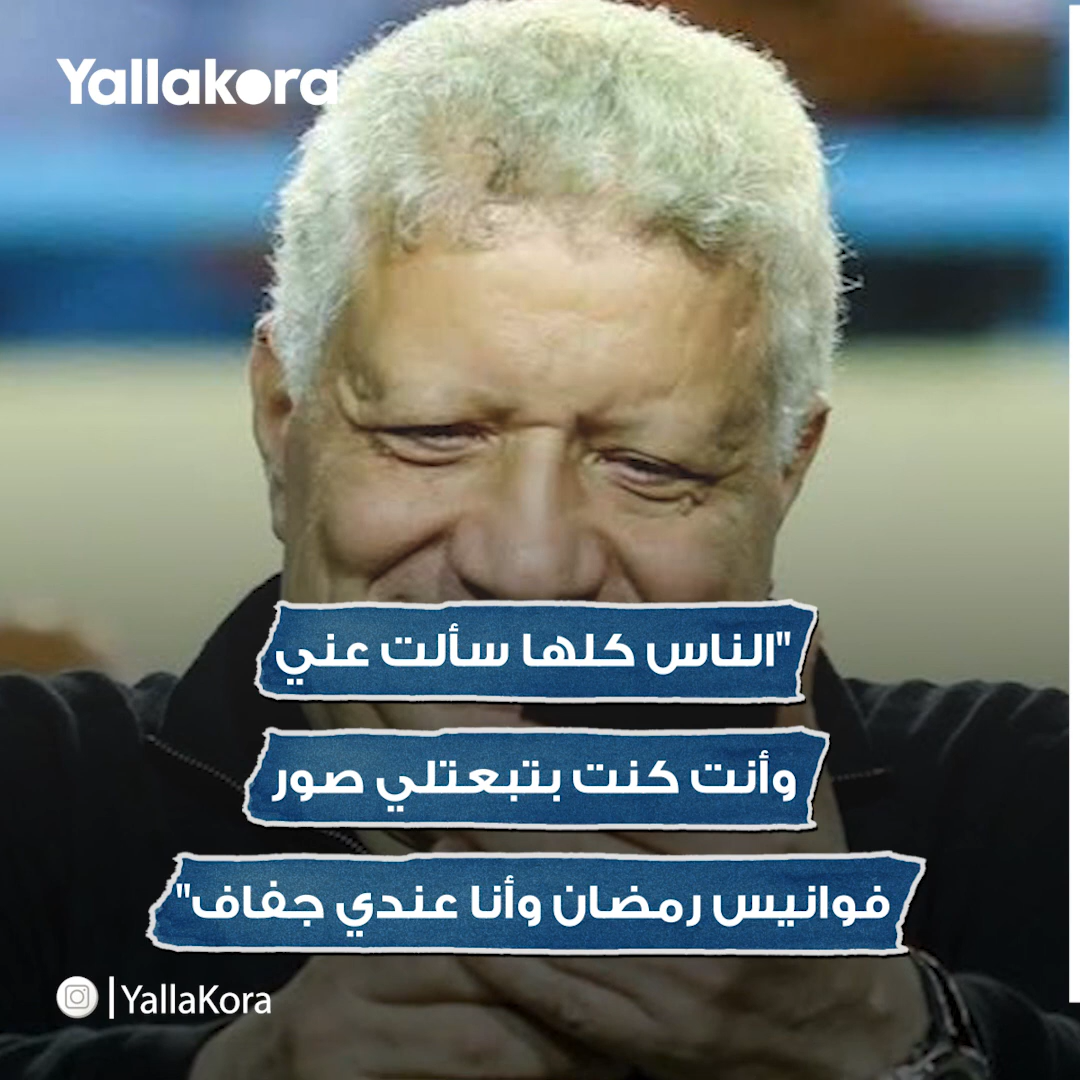 Yallakora
"الناس كلها سألت عني
وأنت كنت بتبعتلي صور
فوانيس رمضان وأنا عندي جفاف"
|YallaKora